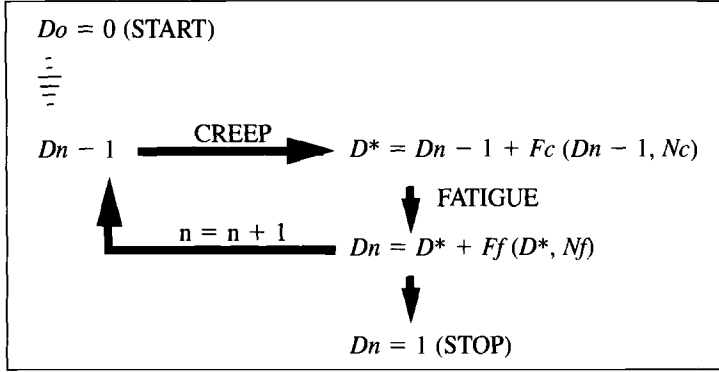 Do = 0 (START)
Dn − 1
CREEP
D* = Dn − 1 + Fc (Dn − 1, Nc)
FATIGUE
n = n + 1
Dn = D* + Ff (D*, Nf)
Dn = 1 (STOP)